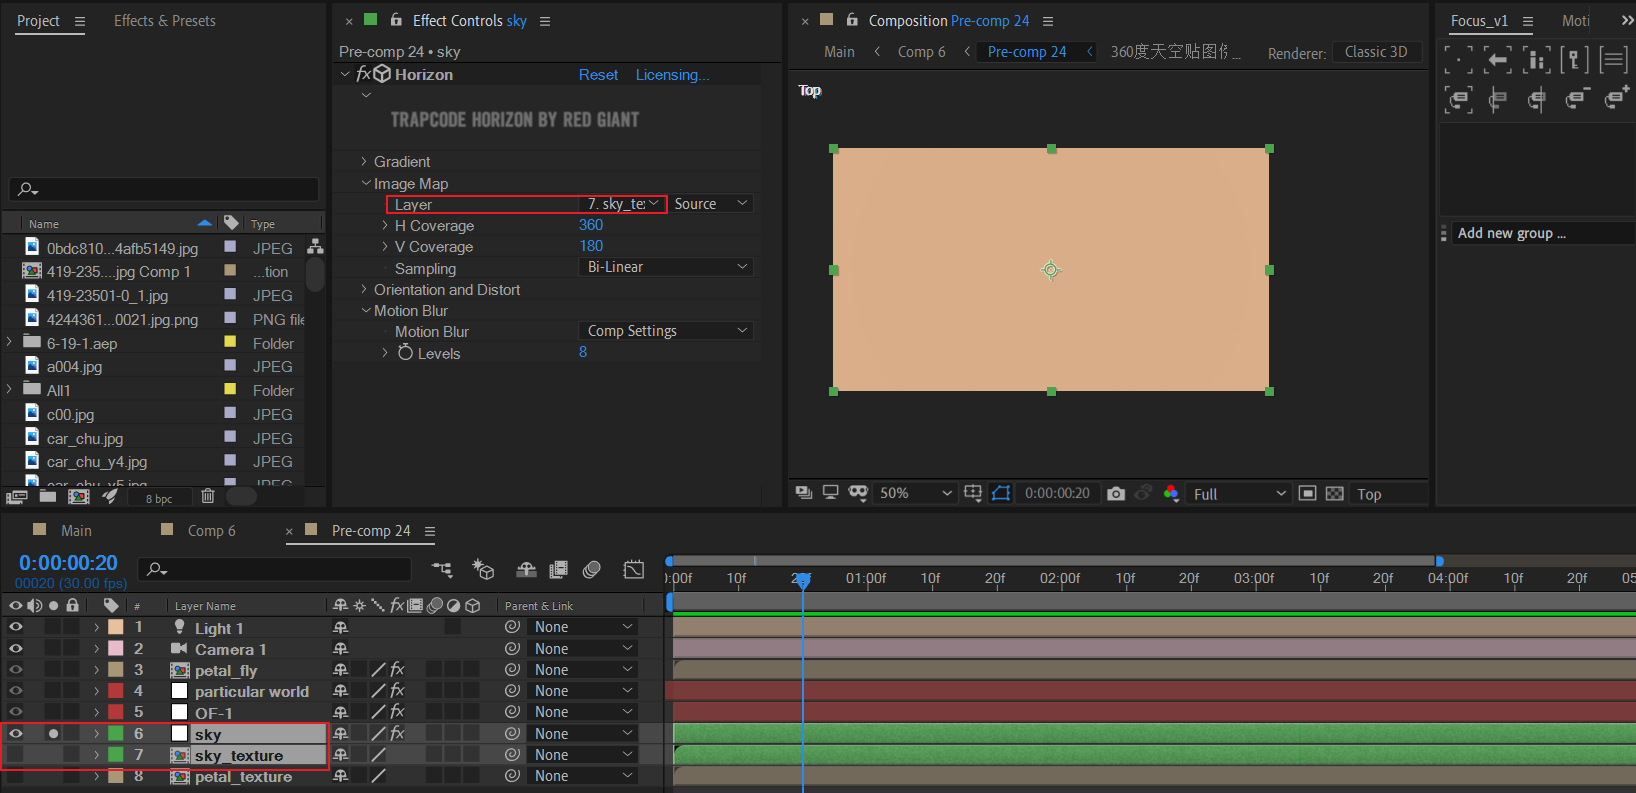 Project
Effects & Presets
Name
Type
0bdc810...4afb5149.jpg
JPEG
419-235....jpg Comp 1
...tion
419-23501-0_1.jpg
JPEG
4244361...0021.jpg.png
PNG file
6-19-1.aep
Folder
a004.jpg
JPEG
All1
Folder
c00.jpg
JPEG
car_chu.jpg
JPEG
car_chu_y4.jpg
JPEG
car_chu_y5.jpg
JPEG
8 bpc
Effect Controls sky
Pre-comp 24 • sky
fx Horizon
Reset
Licensing...
TRAPCODE HORIZON BY RED GIANT
Gradient
Image Map
Layer
7. sky_te
Source
H Coverage
360
V Coverage
180
Sampling
Bi-Linear
Orientation and Distort
Motion Blur
Motion Blur
Comp Settings
Levels
8
Composition Pre-comp 24
Main
Comp 6
Pre-comp 24
360度天空贴图
...
Renderer:
Classic 3D
Top
50%
0:00:00:20
Full
Top
Focus_v1
Moti
Add new group ...
Main
Comp 6
Pre-comp 24
0:00:00:20
00020 (30.00 fps)
# Layer Name
fx
Parent & Link
1 Light 1
None
2 Camera 1
None
3 petal_fly
fx
None
4 particular world
fx
None
5 OF-1
fx
None
6 sky
fx
None
7 sky_texture
None
8 petal_texture
None
):00f
10f
01:00f
10f
20f
02:00f
10f
20f
03:00f
10f
20f
04:00f
10f
20f
05